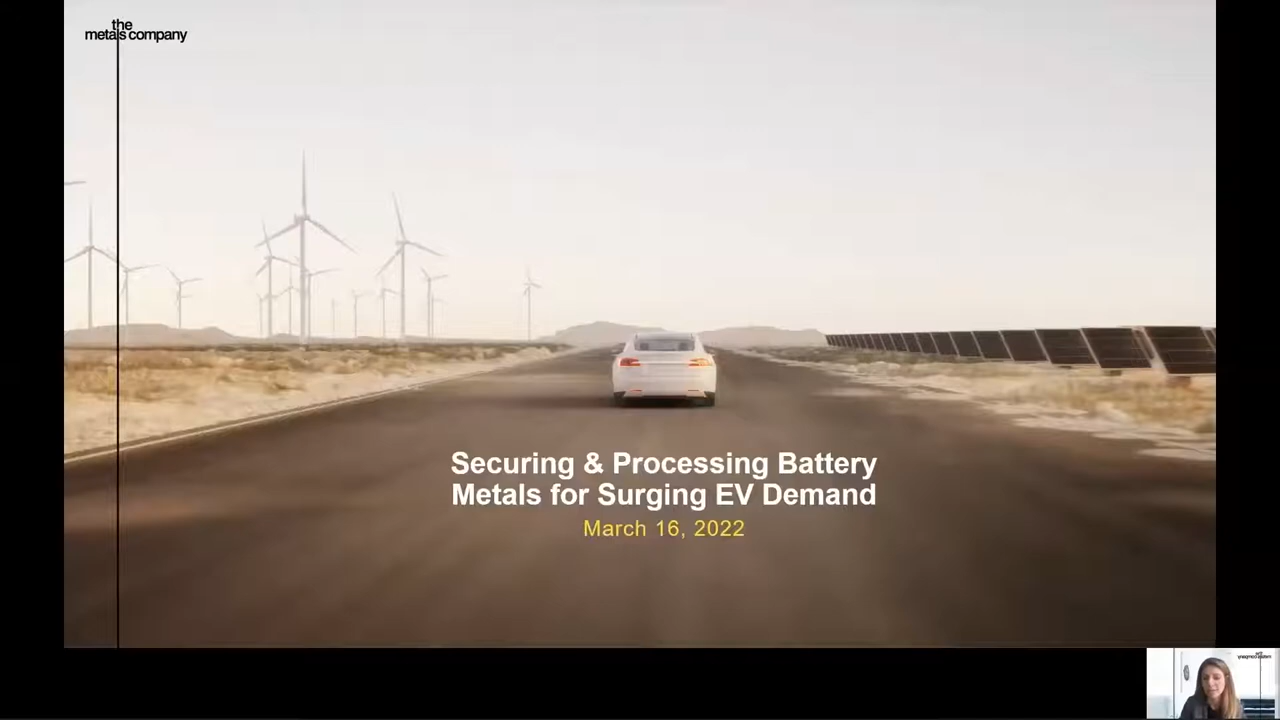 the
metals company
Securing & Processing Battery
Metals for Surging EV Demand
March 16, 2022